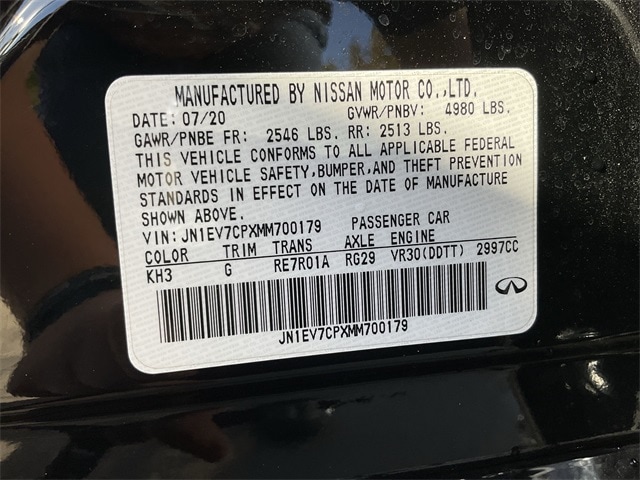 MANUFACTURED BY NISSAN MOTOR CO.,LTD.
DATE: 07/20 GVWR/PNBV: 4980 LBS.
GAWR/PNBE FR: 2546 LBS. RR: 2513 LBS.
THIS VEHICLE CONFORMS TO ALL APPLICABLE FEDERAL
MOTOR VEHICLE SAFETY,BUMPER,AND THEFT PREVENTION
STANDARDS IN EFFECT ON THE DATE OF MANUFACTURE
SHOWN ABOVE.
VIN: JN1EV7CPXMM700179 PASSENGER CAR
COLOR TRIM TRANS AXLE ENGINE
KH3 G RE7R01A RG29 VR30(DDTT) 2997CC
JN1EV7CPXMM700179